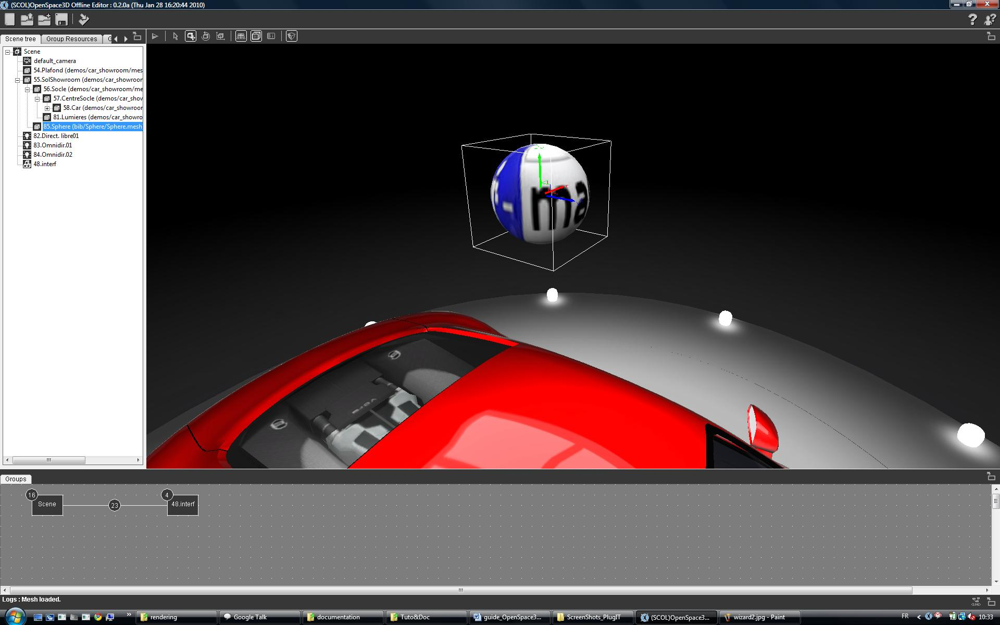 (SCOL)OpenSpace3D Offline Editor : 0.2.0a (Thu Jan 28 16:20:44 2010)
Scene tree
Group Resources
G
Scene
default_camera
54.Plafond (demos/car_showroom/mes
55.SolShowroom (demos/car_showroor
56.Socle (demos/car_showroom/me
57.CentreSocle (demos/car_shov
58.Car (demos/car_showroor
81.Lumieres (demos/car_showro
85.Sphere (bib/Sphere/Sphere.mesh
82.Direct. libre01
83.Omnidir.01
84.Omnidir.02
48.interf
ma
Groups
16
Scene
23
4
48.interf
Logs : Mesh loaded.
rendering
Google Talk
documentation
Tuto&Doc
guide_OpenSpace3...
ScreenShots_PlugIT
(SCOL)OpenSpace3...
wizard2.jpg - Paint
FR
10:33